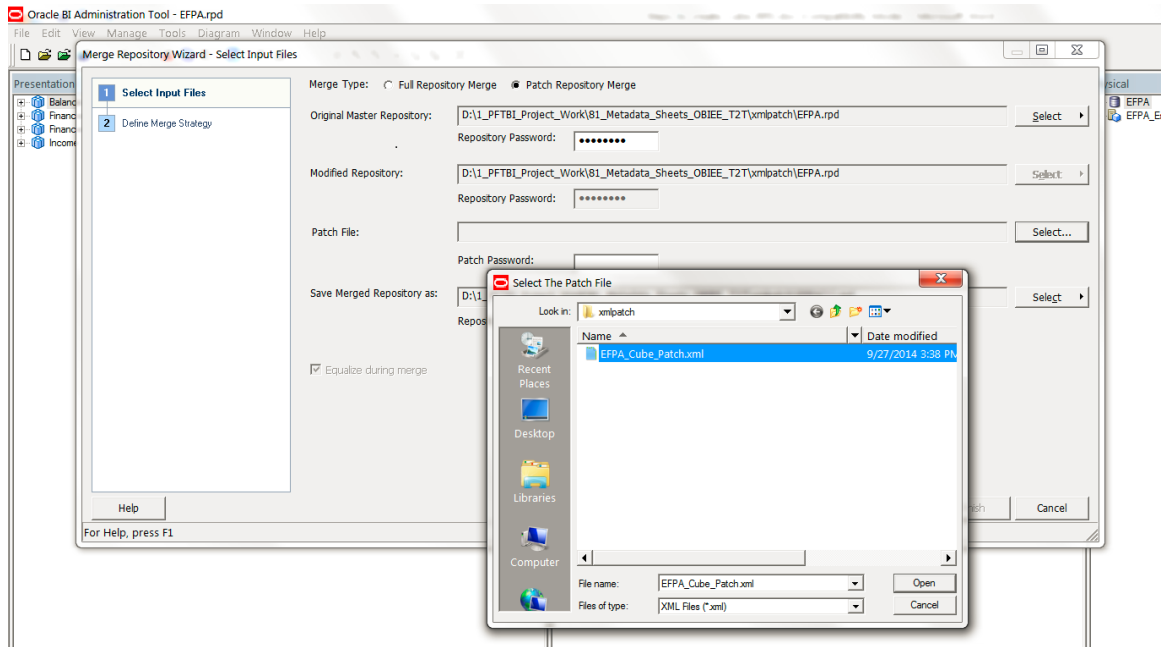 Oracle BI Administration Tool - EFPA.rpd
File Edit View Manage Tools Diagram Window Help
Merge Repository Wizard - Select Input Files
Presentation
Balanc
Financ
Financ
Incom
ysical
EFPA
EFPA_E
1 Select Input Files
2 Define Merge Strategy
Merge Type: Full Repository Merge Patch Repository Merge
Original Master Repository: D:\1_PFTBI_Project_Work\81_Metadata_Sheets_OBIEE_T2T\xmlpatch\EFPA.rpd Select
Repository Password: ••••••••
Modified Repository: D:\1_PFTBI_Project_Work\81_Metadata_Sheets_OBIEE_T2T\xmlpatch\EFPA.rpd Select
Repository Password: ••••••••
Patch File: Select...
Patch Password:
Save Merged Repository as: D:\1_ Select
Repos
Equalize during merge
Help
Cancel
For Help, press F1
Select The Patch File
Look in: xmlpatch
Name Date modified
EFPA_Cube_Patch.xml 9/27/2014 3:38 PM
Recent
Places
Desktop
Libraries
Computer
File name: EFPA_Cube_Patch.xml Open
Files of type: XML Files (*.xml) Cancel